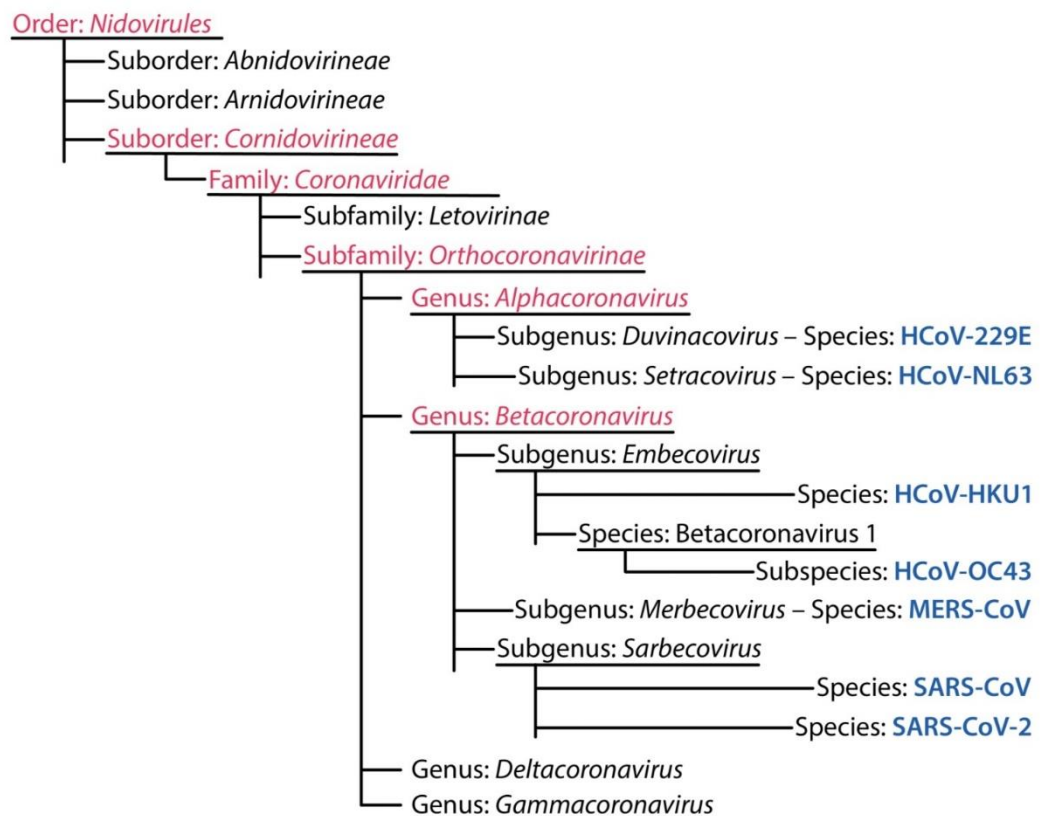 Order: Nidovirules
Suborder: Abnidovirineae
Suborder: Arnidovirineae
Suborder: Cornidovirineae
Family: Coronaviridae
Subfamily: Letovirinae
Subfamily: Orthocoronavirinae
Genus: Alphacoronavirus
Subgenus: Duvinacovirus – Species: HCoV-229E
Subgenus: Setracovirus – Species: HCoV-NL63
Genus: Betacoronavirus
Subgenus: Embecovirus
Species: HCoV-HKU1
Species: Betacoronavirus 1
Subspecies: HCoV-OC43
Subgenus: Merbecovirus – Species: MERS-CoV
Subgenus: Sarbecovirus
Species: SARS-CoV
Species: SARS-CoV-2
Genus: Deltacoronavirus
Genus: Gammacoronavirus